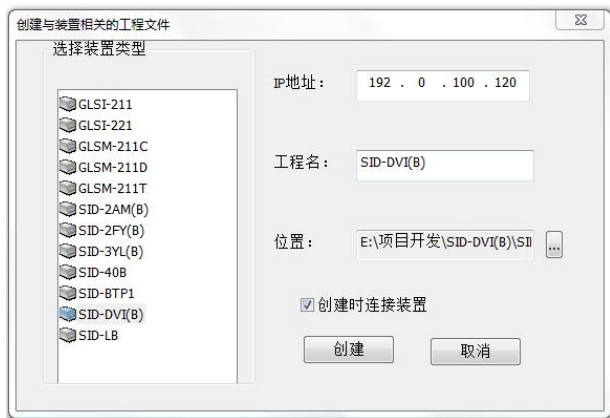 创建与装置相关的工程文件
选择装置类型
GLSI-211
GLSI-221
GLSM-211C
GLSM-211D
GLSM-211T
SID-2AM(B)
SID-2FY(B)
SID-3YL(B)
SID-40B
SID-BTP1
SID-DVI(B)
SID-LB
IP地址：
192 . 0 . 100 . 120
工程名：
SID-DVI(B)
位置：
E:\项目开发\SID-DVI(B)\SI
...
创建时连接装置
创建
取消